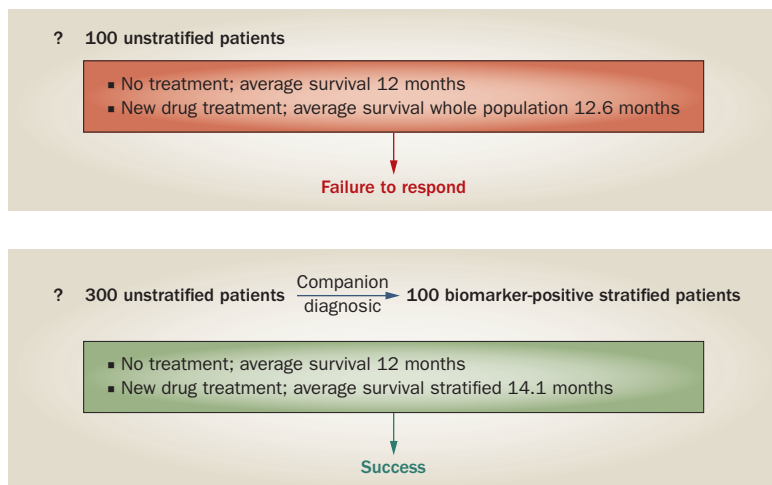 ? 100 unstratified patients
▪ No treatment; average survival 12 months
▪ New drug treatment; average survival whole population 12.6 months
Failure to respond
? 300 unstratified patients Companion diagnostic 100 biomarker-positive stratified patients
▪ No treatment; average survival 12 months
▪ New drug treatment; average survival stratified 14.1 months
Success